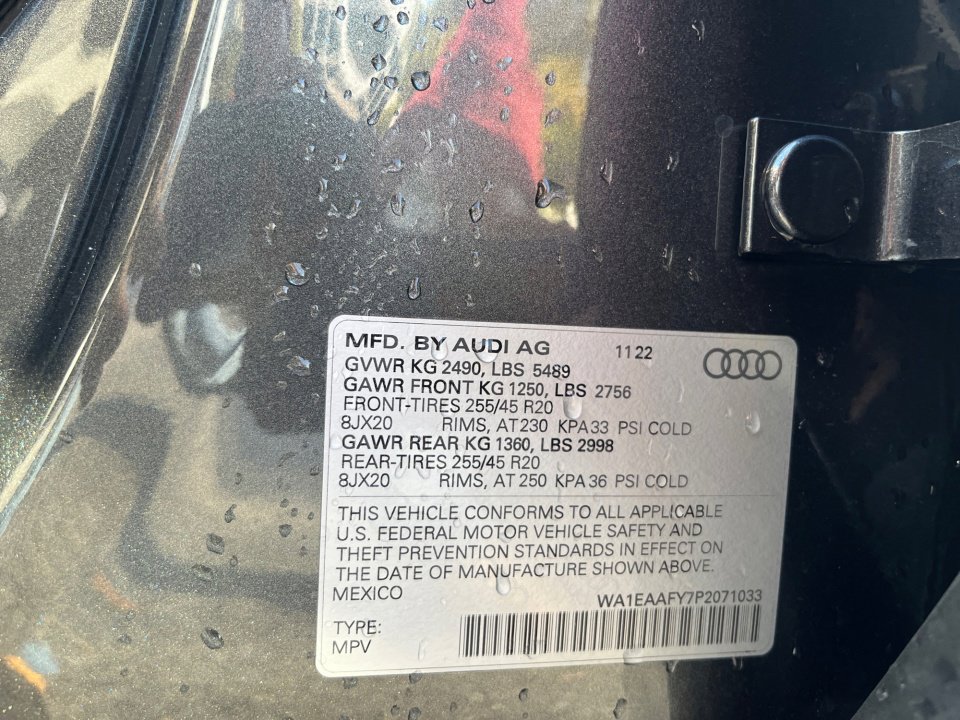 MFD. BY AUDI AG 11 22
GVWR KG 2490, LBS 5489
GAWR FRONT KG 1250, LBS 2756
FRONT-TIRES 255/45 R20
8JX20 RIMS, AT 230 KPA 33 PSI COLD
GAWR REAR KG 1360, LBS 2998
REAR-TIRES 255/45 R20
8JX20 RIMS, AT 250 KPA 36 PSI COLD
THIS VEHICLE CONFORMS TO ALL APPLICABLE
U.S. FEDERAL MOTOR VEHICLE SAFETY AND
THEFT PREVENTION STANDARDS IN EFFECT ON
THE DATE OF MANUFACTURE SHOWN ABOVE.
MEXICO
WA1EAAFY7P2071033
TYPE:
MPV